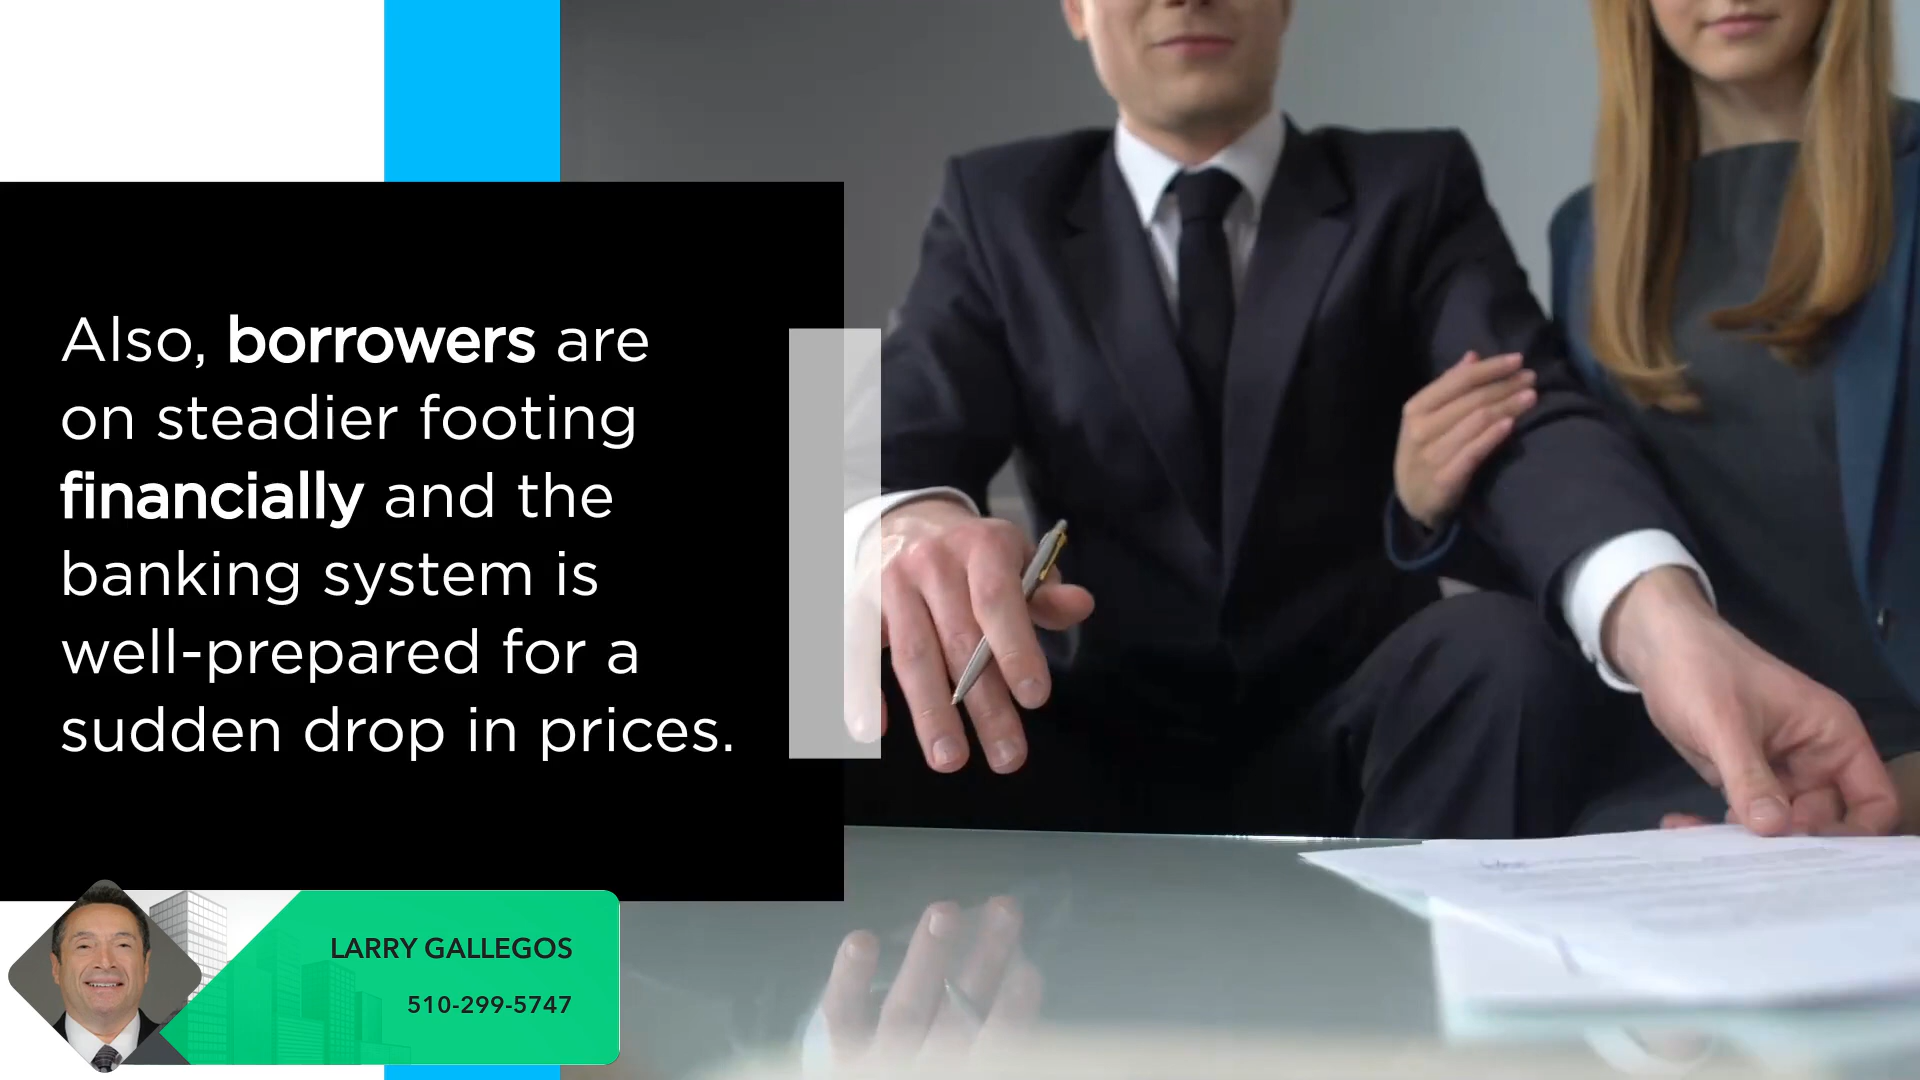 Also, borrowers are
on steadier footing
financially and the
banking system is
well-prepared for a
sudden drop in prices.
LARRY GALLEGOS
510-299-5747